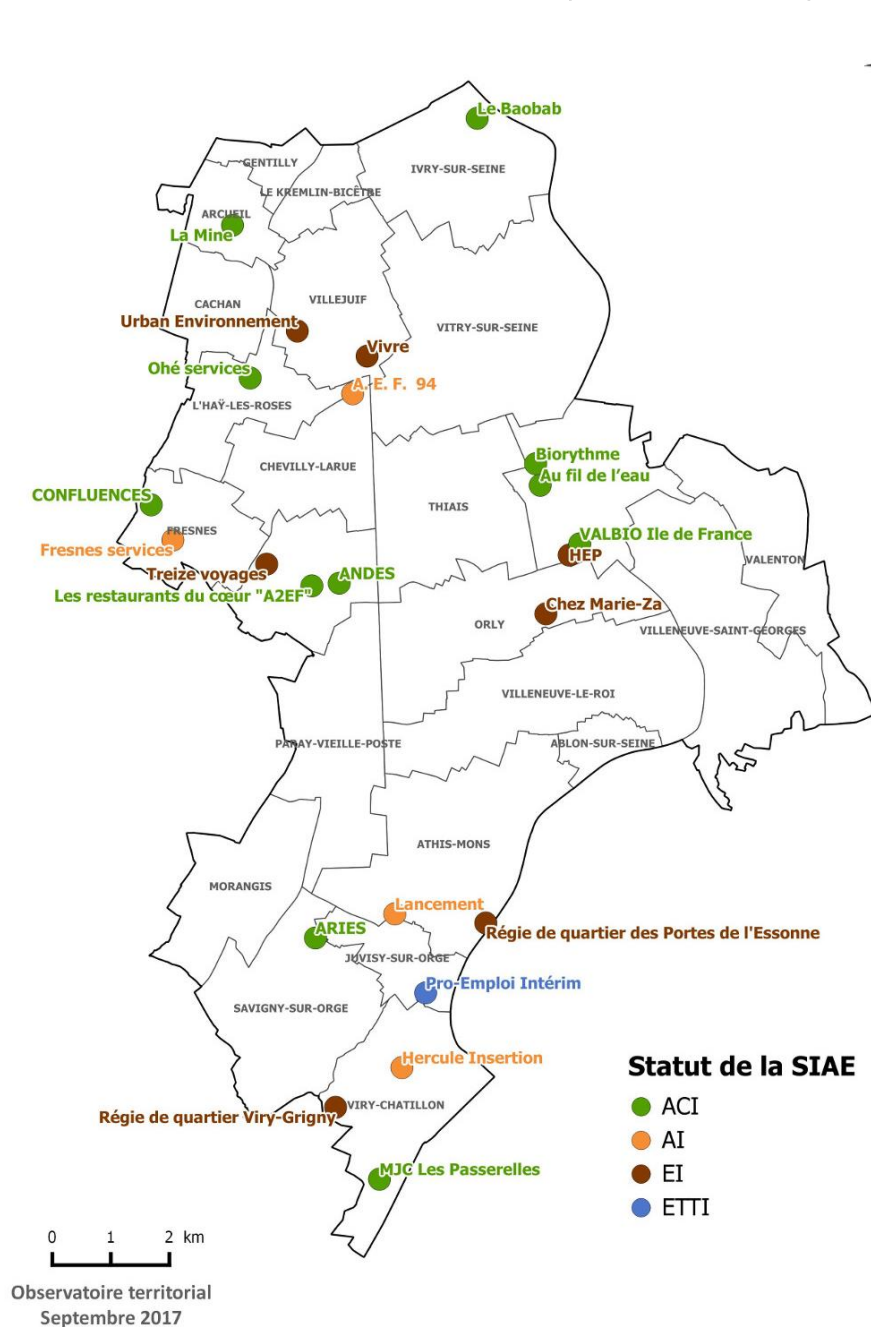 Le Baobab
GENTILLY
IVRY-SUR-SEINE
LE KREMLIN-BICÊTRE
ARCUEIL
La Mine
CACHAN
VILLEJUIF
Urban Environnement
VITRY-SUR-SEINE
Vivre
Ohé services
A. E. F. 94
L'HAŸ-LES-ROSES
Biorythme
CHEVILLY-LARUE
Au fil de l'eau
CONFLUENCES
THIAIS
FRESNES
VALBIO Ile de France
Fresnes services
HEP
VALENTON
Treize voyages
ANDES
Les restaurants du cœur "A2EF"
Chez Marie-Za
ORLY
VILLENEUVE-SAINT-GEORGES
VILLENEUVE-LE-ROI
PARAY-VIEILLE-POSTE
ABLON-SUR-SEINE
ATHIS-MONS
MORANGIS
Lancement
ARIES
Régie de quartier des Portes de l'Essonne
JUVISY-SUR-ORGE
Pro-Emploi Intérim
SAVIGNY-SUR-ORGE
Hercule Insertion
Régie de quartier Viry-Grigny
VIRY-CHATILLON
MJC Les Passerelles
Statut de la SIAE
ACI
AI
EI
ETTI
0 1 2 km
Observatoire territorial
Septembre 2017